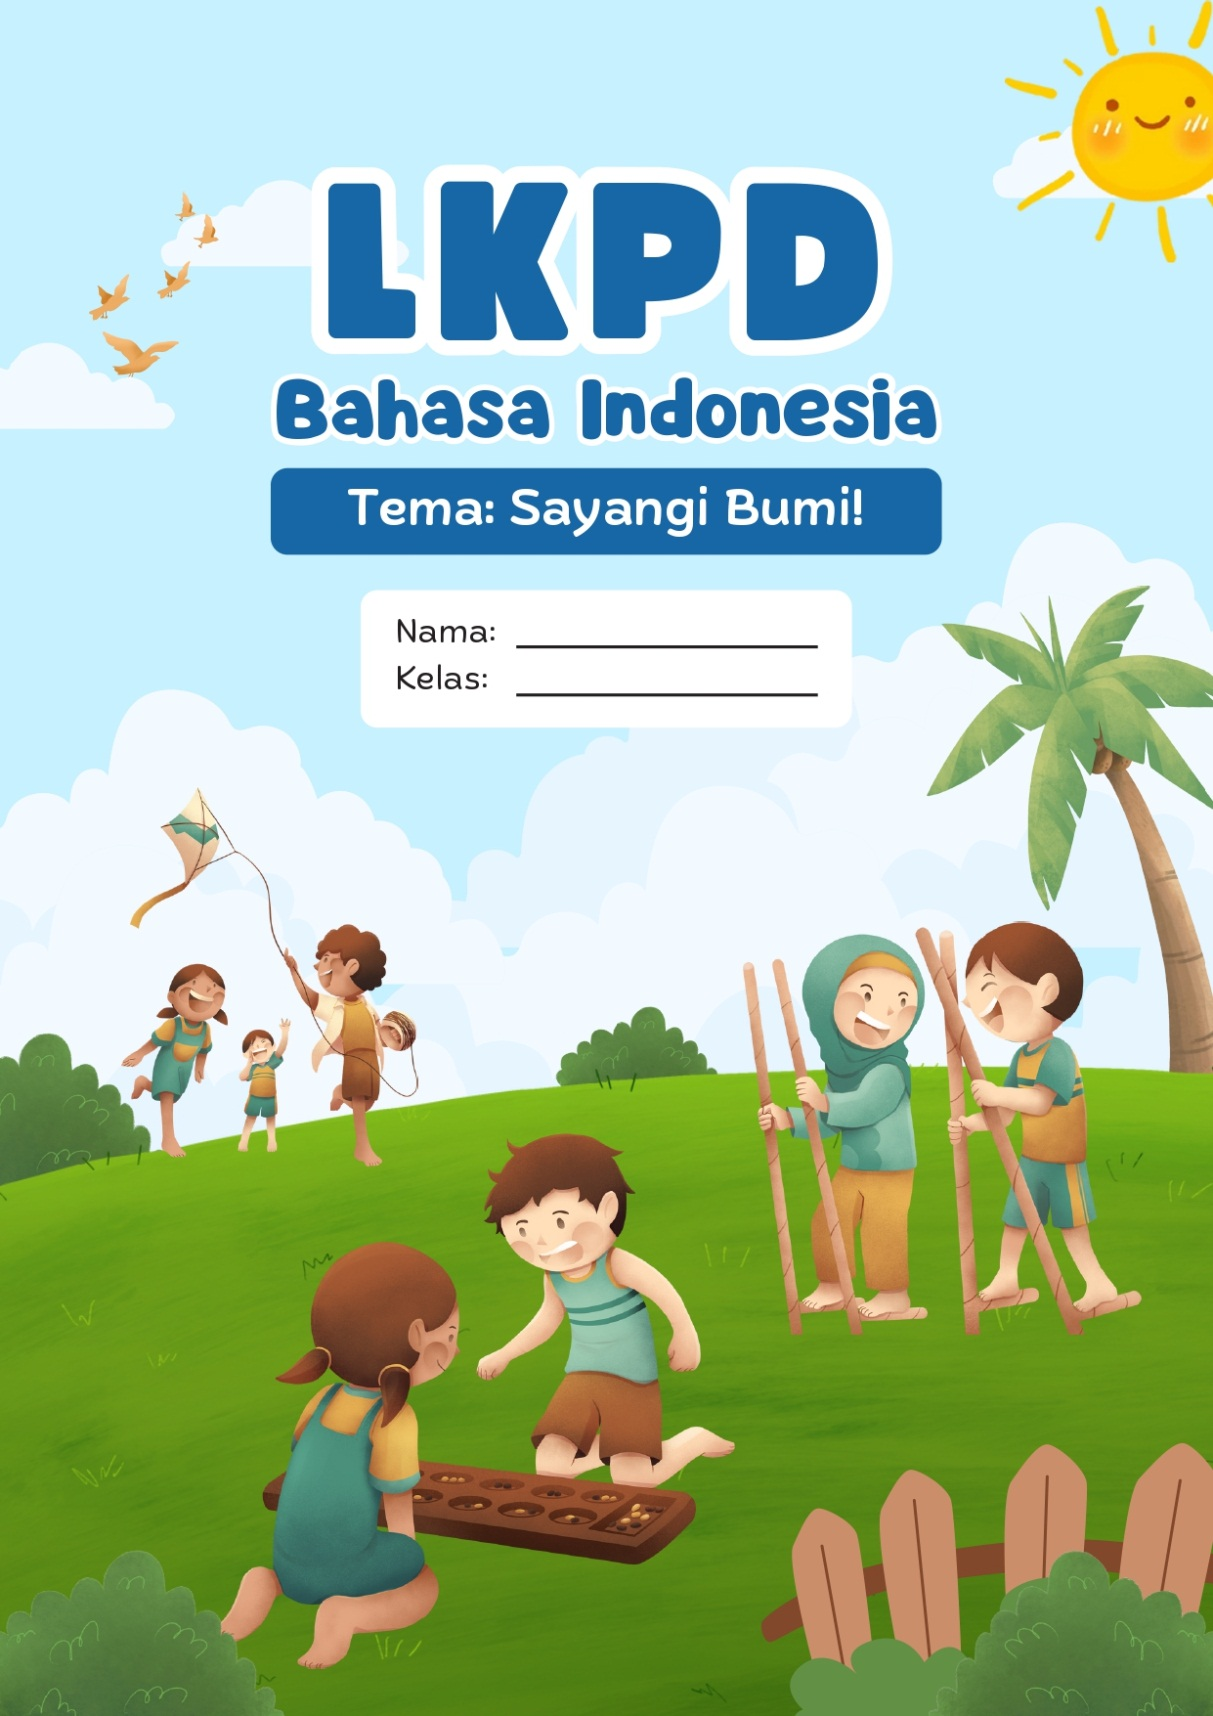 LKPD
Bahasa Indonesia
Tema: Sayangi Bumi!
Nama:
Kelas: